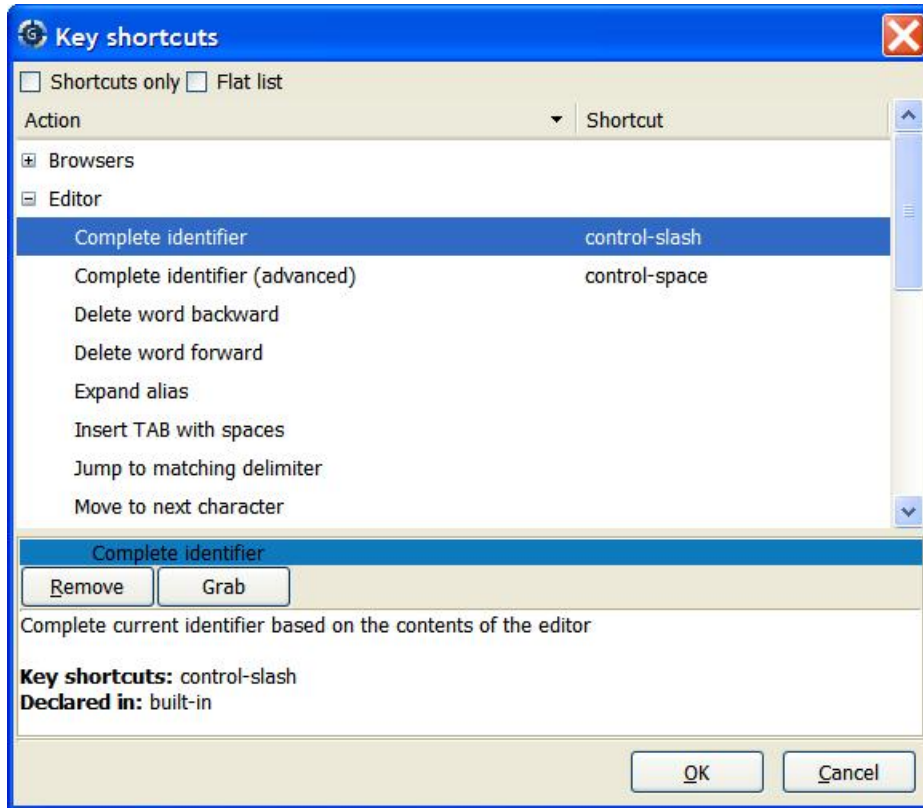 Key shortcuts
Shortcuts only Flat list
Action Shortcut
Browsers
Editor
Complete identifier control-slash
Complete identifier (advanced) control-space
Delete word backward
Delete word forward
Expand alias
Insert TAB with spaces
Jump to matching delimiter
Move to next character
Complete identifier
Remove Grab
Complete current identifier based on the contents of the editor
Key shortcuts: control-slash
Declared in: built-in
OK Cancel